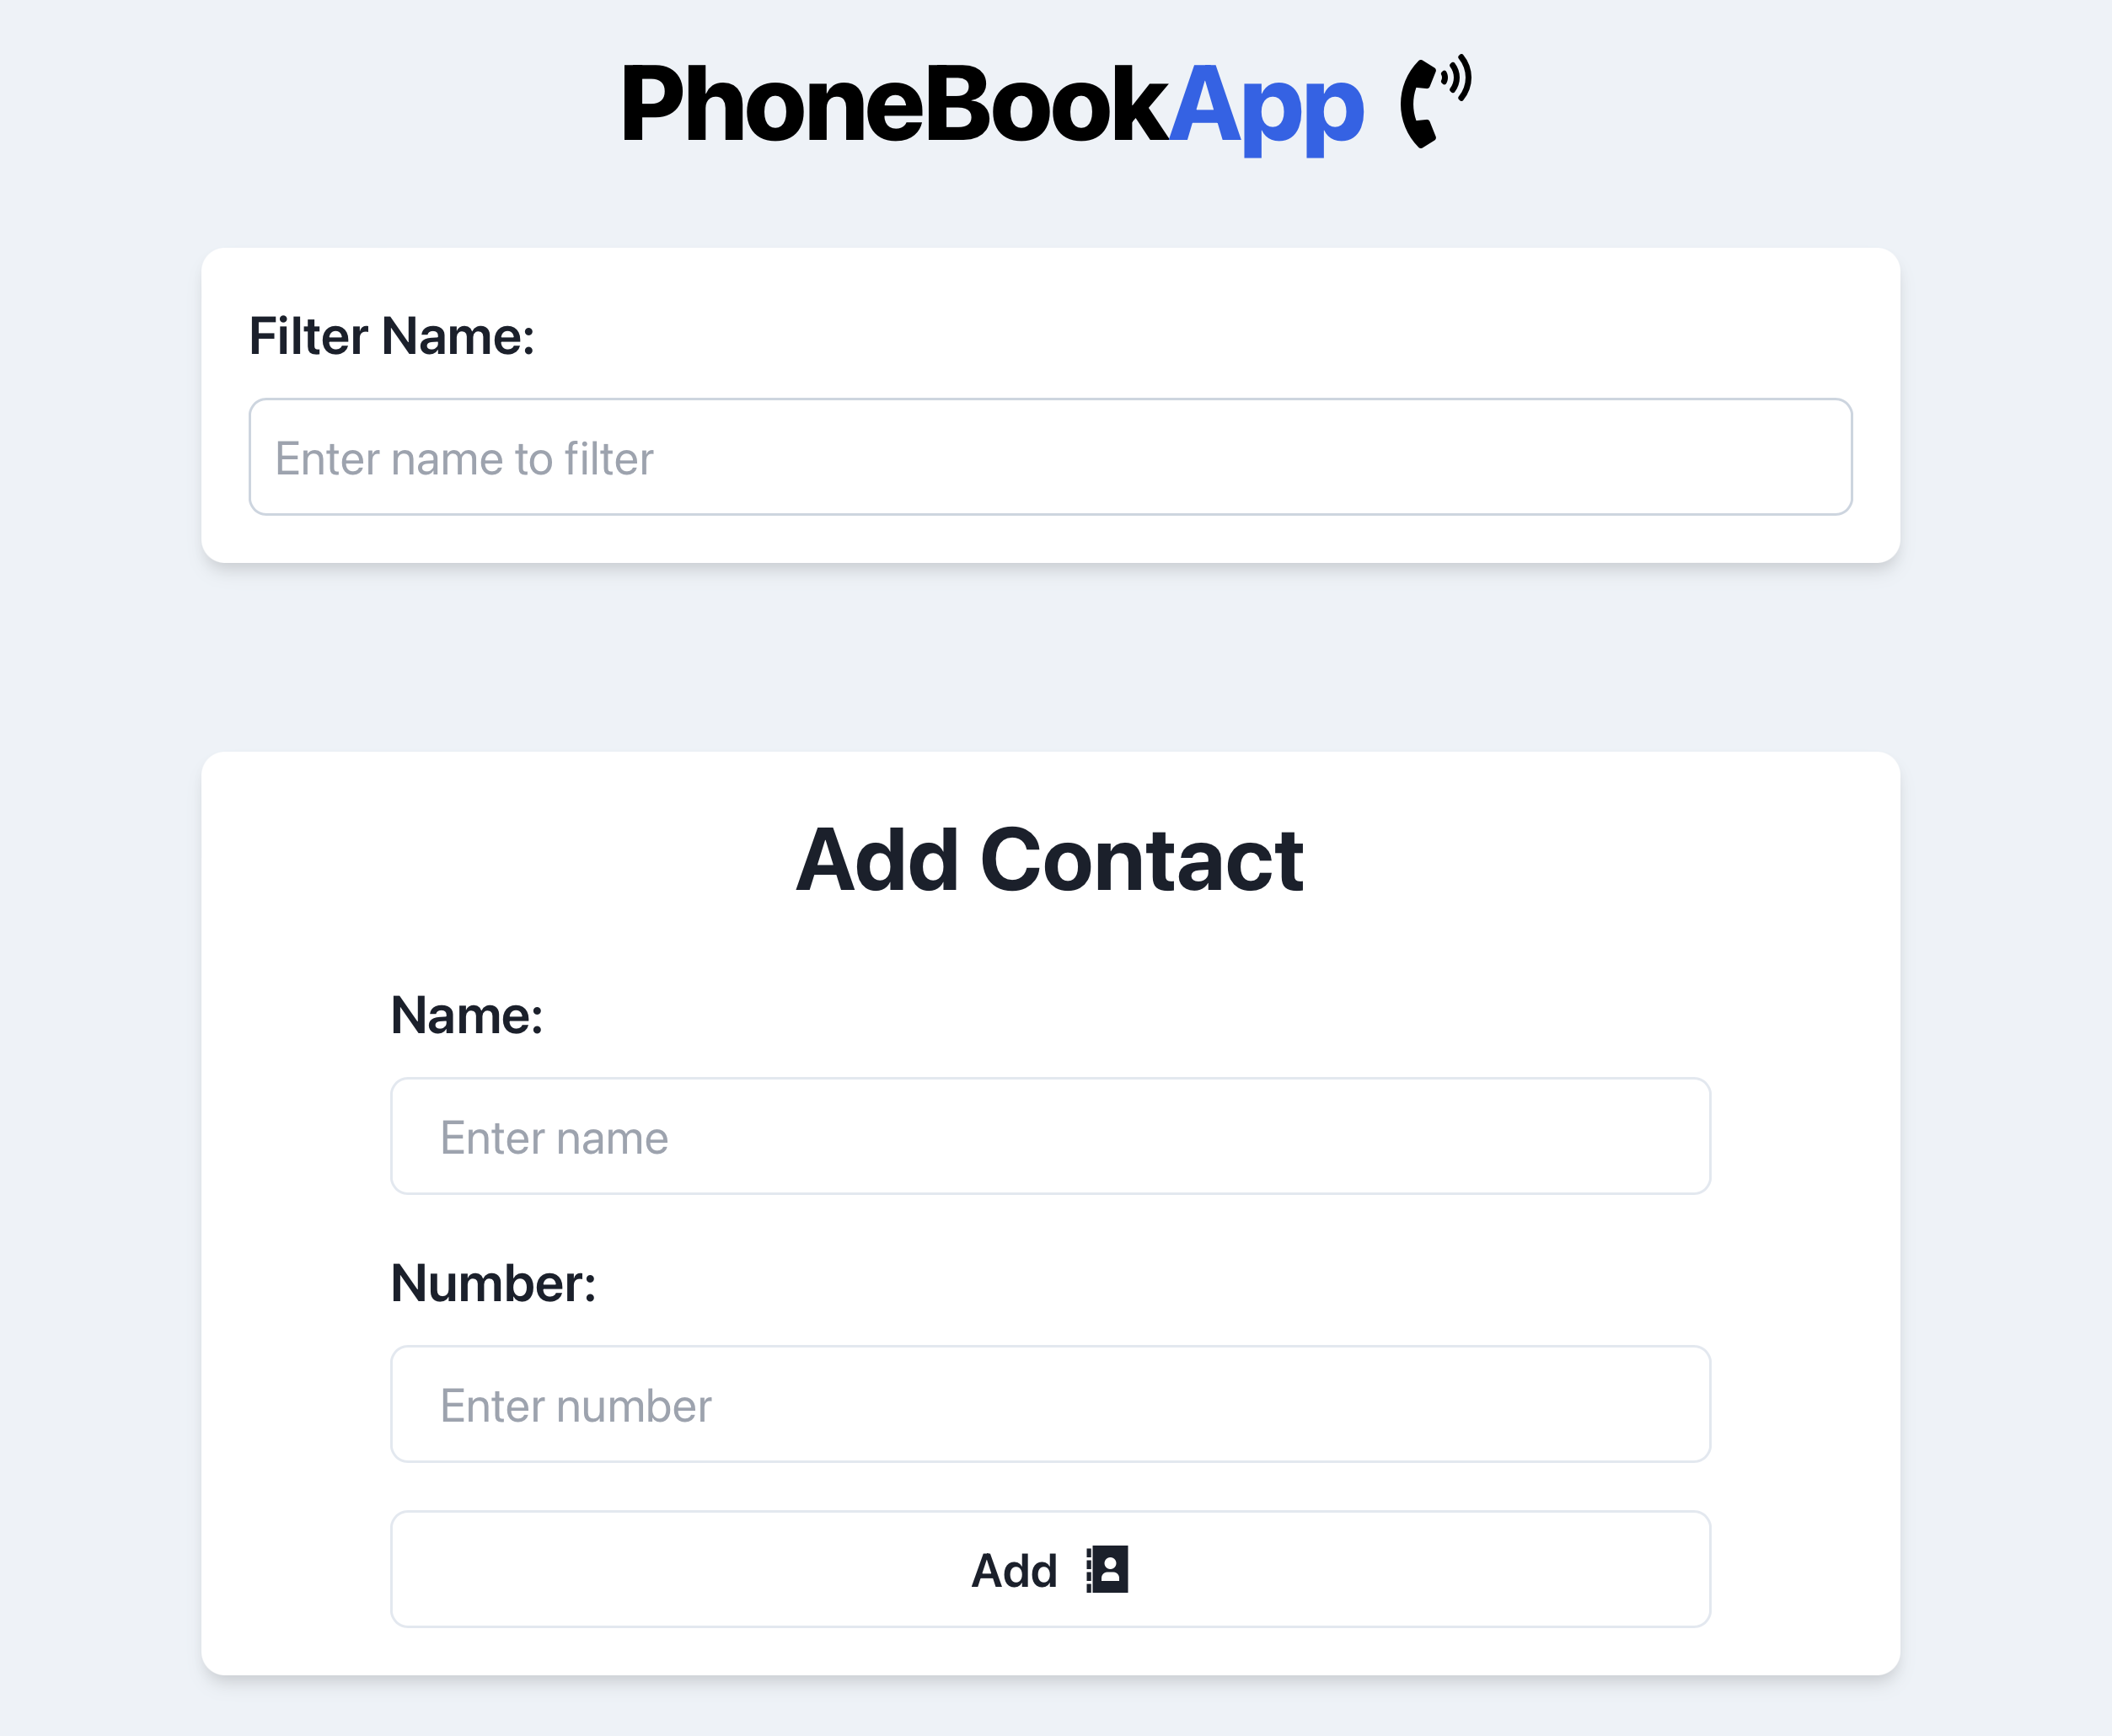 PhoneBookApp
Filter Name:
Enter name to filter
Add Contact
Name:
Enter name
Number:
Enter number
Add